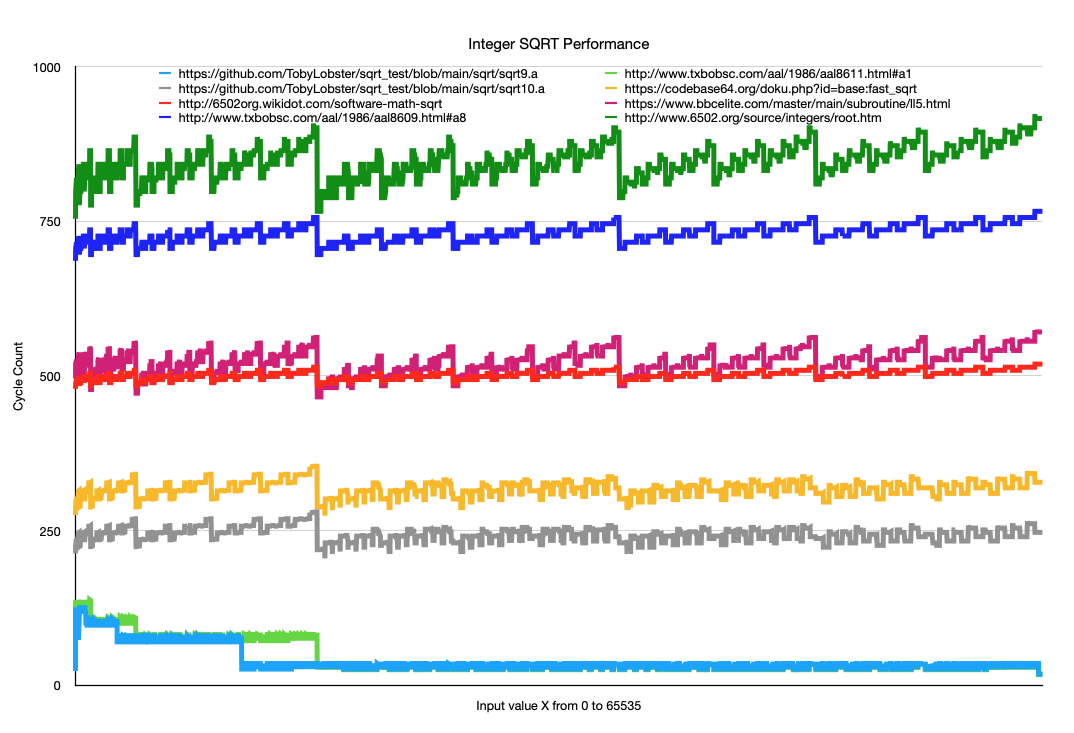 Integer SQRT Performance
1000
https://github.com/TobyLobster/sqrt_test/blob/main/sqrt/sqrt9.a
http://www.txbobsc.com/aal/1986/aal8611.html#a1
https://github.com/TobyLobster/sqrt_test/blob/main/sqrt/sqrt10.a
https://codebase64.org/doku.php?id=base:fast_sqrt
http://6502org.wikidot.com/software-math-sqrt
https://www.bbcelite.com/master/main/subroutine/ll5.html
http://www.txbobsc.com/aal/1986/aal8609.html#a8
http://www.6502.org/source/integers/root.htm
750
Cycle Count
500
250
0
Input value X from 0 to 65535